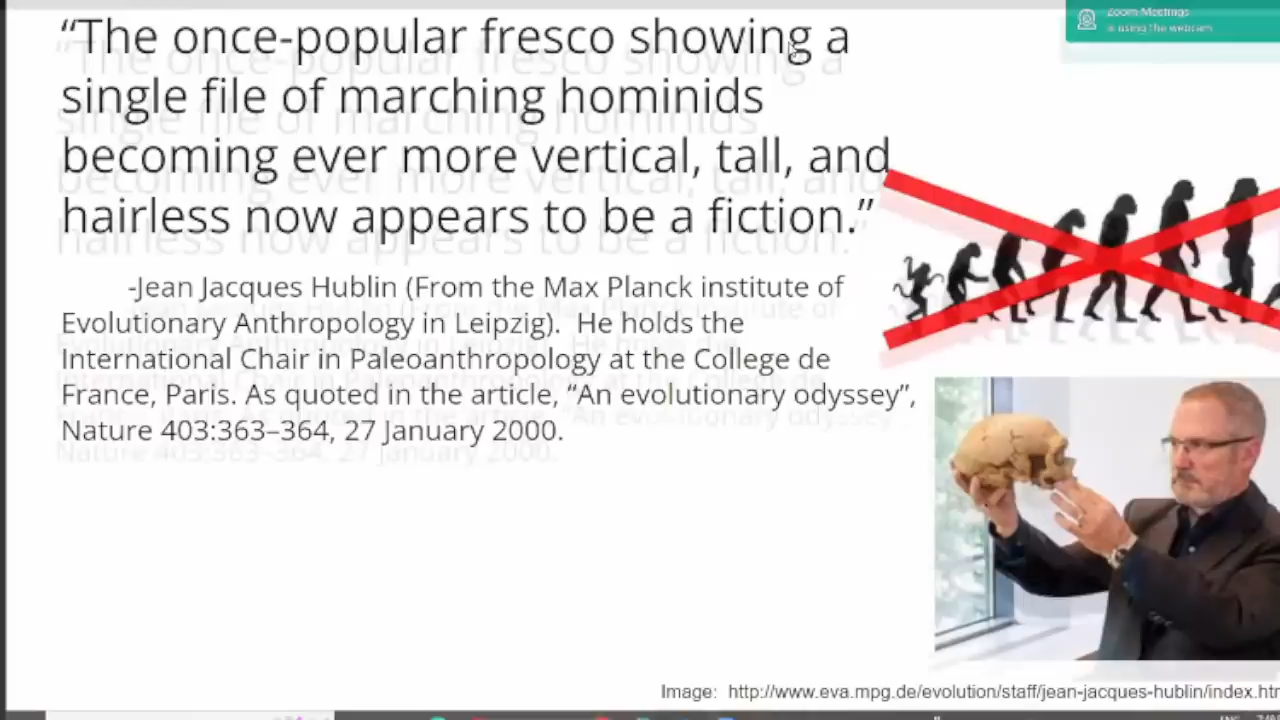 “The once-popular fresco showing a
single file of marching hominids
becoming ever more vertical, tall, and
hairless now appears to be a fiction.”
-Jean Jacques Hublin (From the Max Planck institute of
Evolutionary Anthropology in Leipzig). He holds the
International Chair in Paleoanthropology at the College de
France, Paris. As quoted in the article, “An evolutionary odyssey”,
Nature 403:363–364, 27 January 2000.
Zoom Meetings
is using the webcam
Image: http://www.eva.mpg.de/evolution/staff/jean-jacques-hublin/index.htm